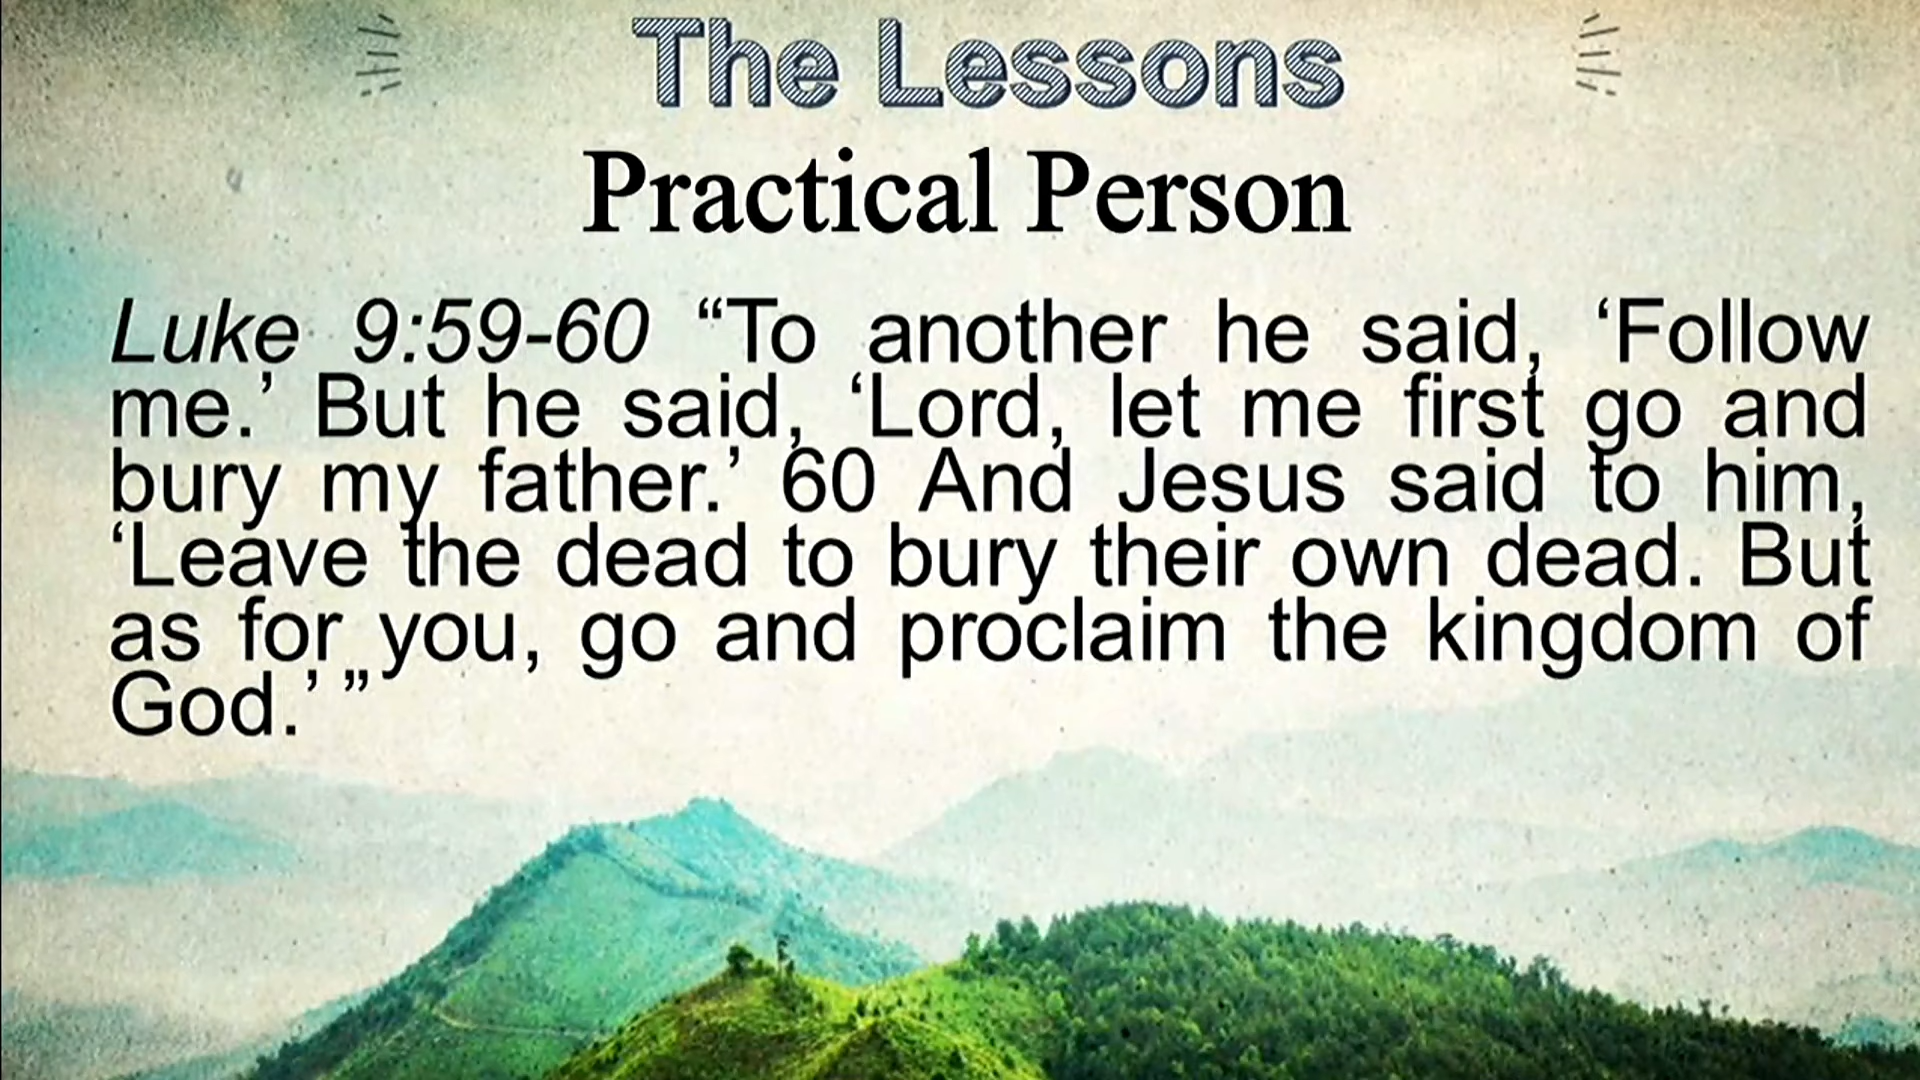 The Lessons
Practical Person
Luke 9:59-60 “To another he said, ‘Follow
me.’ But he said, ‘Lord, let me first go and
bury my father.’ 60 And Jesus said to him,
‘Leave the dead to bury their own dead. But
as for you, go and proclaim the kingdom of
God.’ ”